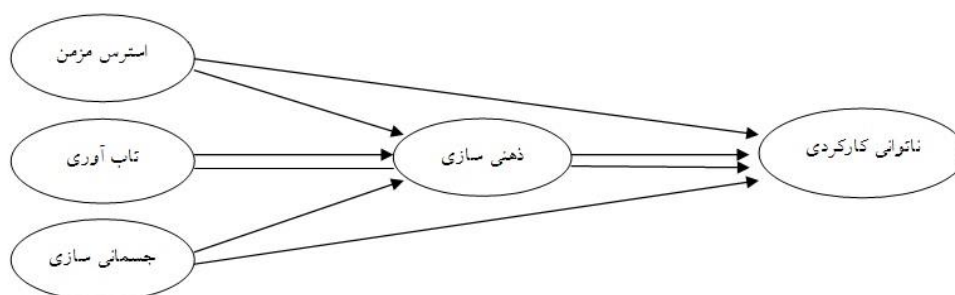 استرس مزمن
تاب آوری
ذهنی سازی
ناتوانی کارکردی
جسمانی سازی